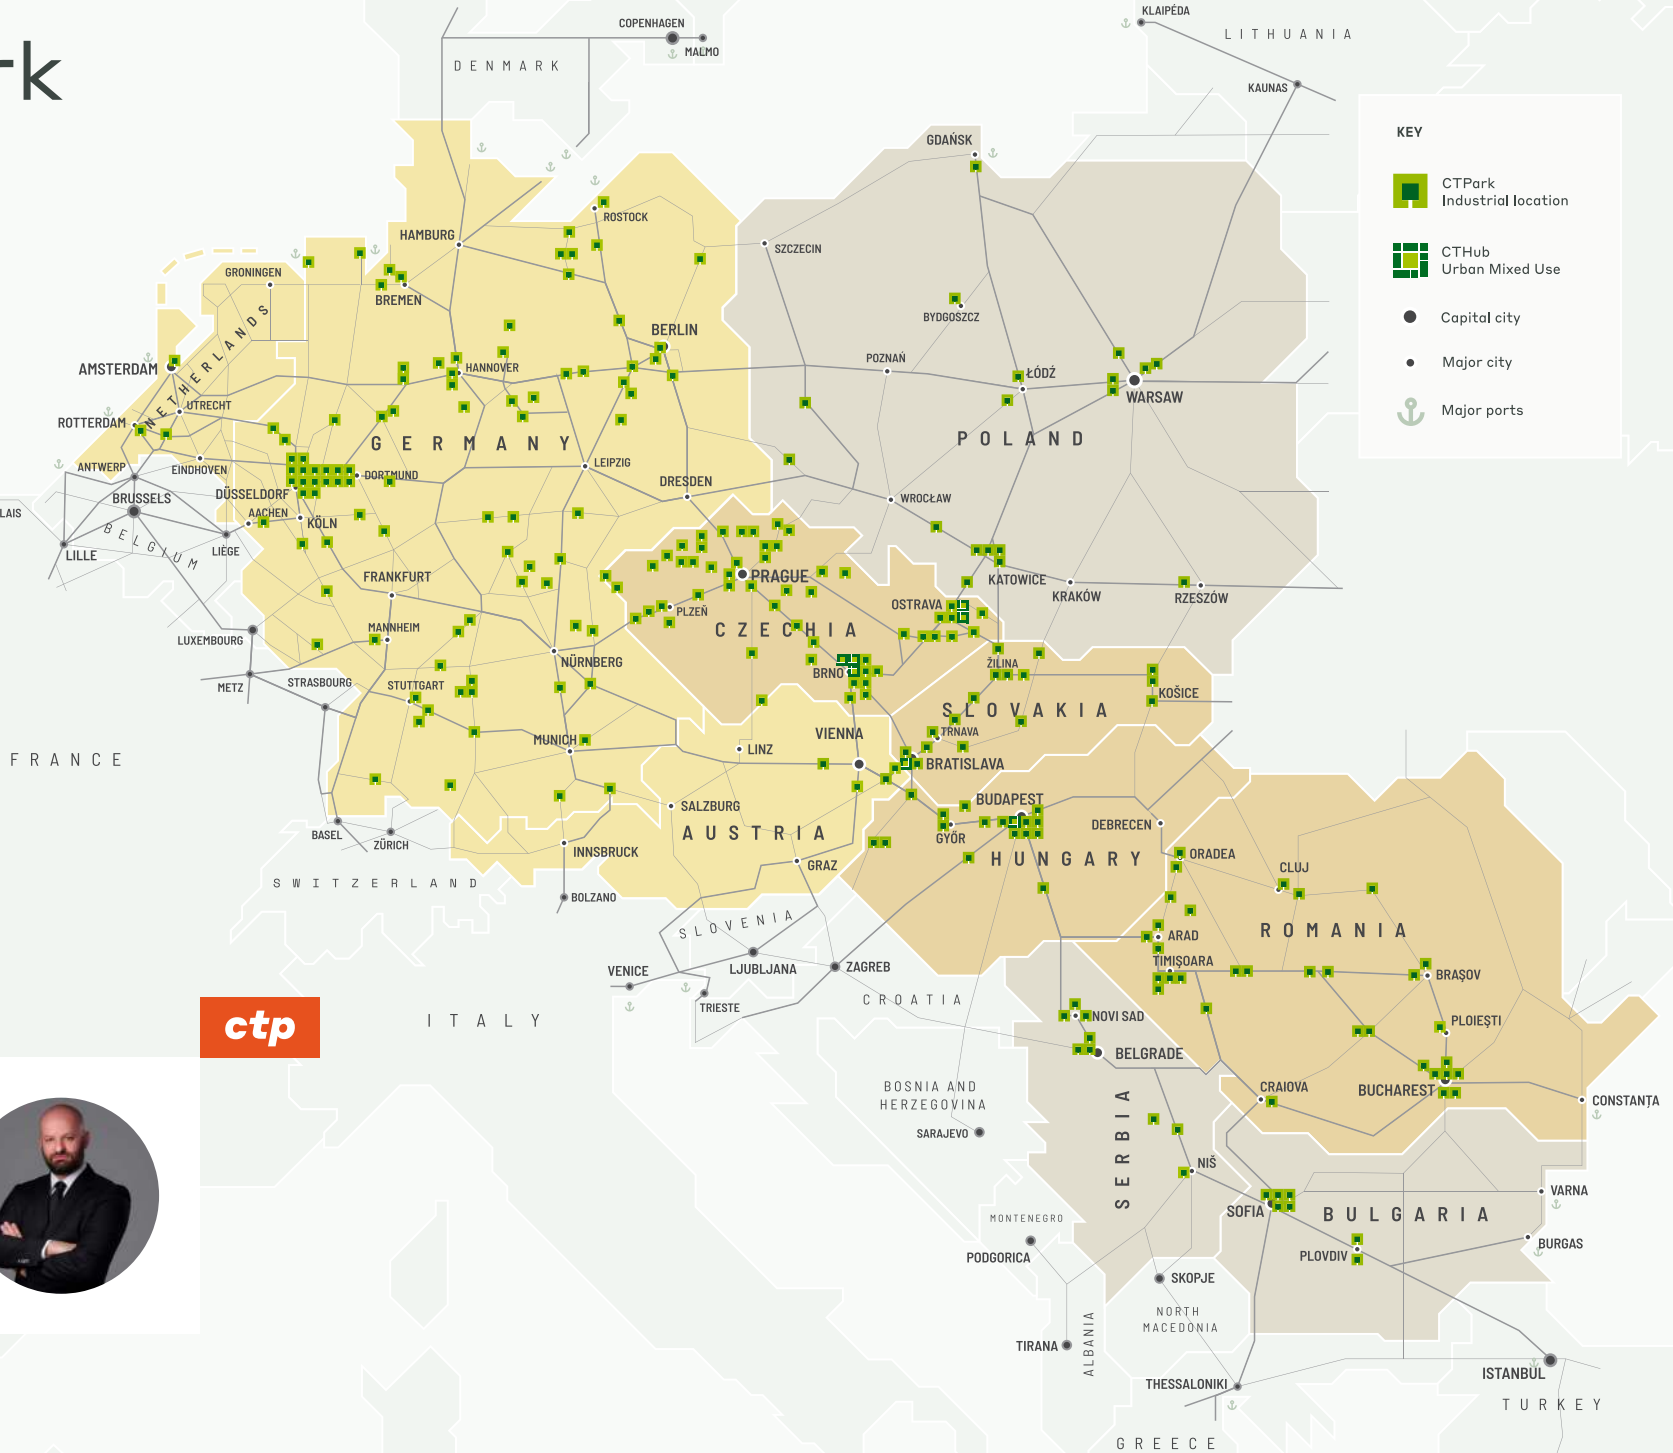 rk
COPENHAGEN
MALMO
DENMARK
KLAIPĖDA
LITHUANIA
KAUNAS
KEY
CTPark
Industrial location
CTHub
Urban Mixed Use
Capital city
Major city
Major ports
GDAŃSK
ROSTOCK
HAMBURG
SZCZECIN
GRONINGEN
BREMEN
BYDGOSZCZ
BERLIN
NETHERLANDS
AMSTERDAM
HANNOVER
POZNAŃ
ŁÓDŹ
WARSAW
UTRECHT
ROTTERDAM
GERMANY
POLAND
ANTWERP
EINDHOVEN
DORTMUND
LEIPZIG
DRESDEN
BRUSSELS
DÜSSELDORF
WROCŁAW
LAIS
AACHEN
KÖLN
BELGIUM
LILLE
LIÈGE
FRANKFURT
PRAGUE
KATOWICE
KRAKÓW
RZESZÓW
OSTRAVA
PLZEŇ
CZECHIA
LUXEMBOURG
MANNHEIM
NÜRNBERG
ŽILINA
BRNO
METZ
STRASBOURG
STUTTGART
KOŠICE
SLOVAKIA
TRNAVA
VIENNA
MUNICH
LINZ
FRANCE
BRATISLAVA
SALZBURG
BUDAPEST
BASEL
ZÜRICH
AUSTRIA
GYŐR
DEBRECEN
INNSBRUCK
GRAZ
HUNGARY
ORADEA
CLUJ
SWITZERLAND
BOLZANO
SLOVENIA
ROMANIA
ARAD
TIMIȘOARA
LJUBLJANA
ZAGREB
VENICE
BRAȘOV
TRIESTE
CROATIA
NOVI SAD
ctp
ITALY
PLOIEȘTI
BELGRADE
BOSNIA AND
HERZEGOVINA
CRAIOVA
BUCHAREST
CONSTANȚA
SARAJEVO
SERBIA
NIŠ
VARNA
SOFIA
BULGARIA
MONTENEGRO
PODGORICA
PLOVDIV
BURGAS
SKOPJE
NORTH
MACEDONIA
TIRANA
ALBANIA
ISTANBUL
THESSALONIKI
TURKEY
GREECE